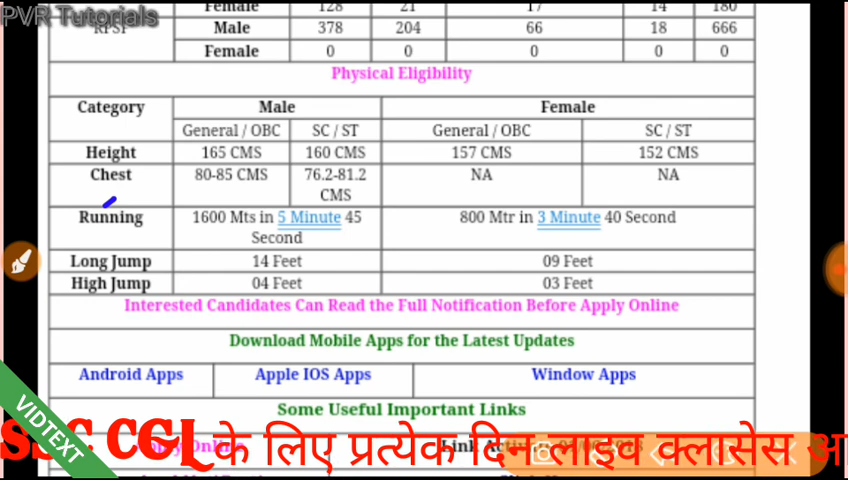 PVR Tutorials
Female 128 21 17 14 180
RPSF Male 378 204 66 18 666
Female 0 0 0 0 0
Physical Eligibility
Category Male Female
General / OBC SC / ST General / OBC SC / ST
Height 165 CMS 160 CMS 157 CMS 152 CMS
Chest 80-85 CMS 76.2-81.2 CMS NA NA
Running 1600 Mts in 5 Minute 45 Second 800 Mtr in 3 Minute 40 Second
Long Jump 14 Feet 09 Feet
High Jump 04 Feet 03 Feet
Interested Candidates Can Read the Full Notification Before Apply Online
Download Mobile Apps for the Latest Updates
Android Apps Apple IOS Apps Window Apps
Some Useful Important Links
Online Link
VIDTEXT
SSC CGL के लिए प्रत्येक दिन लाइव क्लासेस